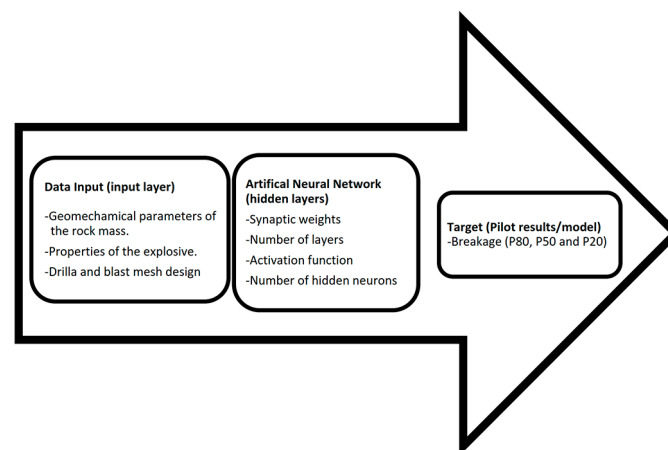 Data Input (input layer)
-Geomechanical parameters of
the rock mass.
-Properties of the explosive.
-Drilla and blast mesh design
Artifical Neural Network
(hidden layers)
-Synaptic weights
-Number of layers
-Activation function
-Number of hidden neurons
Target (Pilot results/model)
-Breakage (P80, P50 and P20)